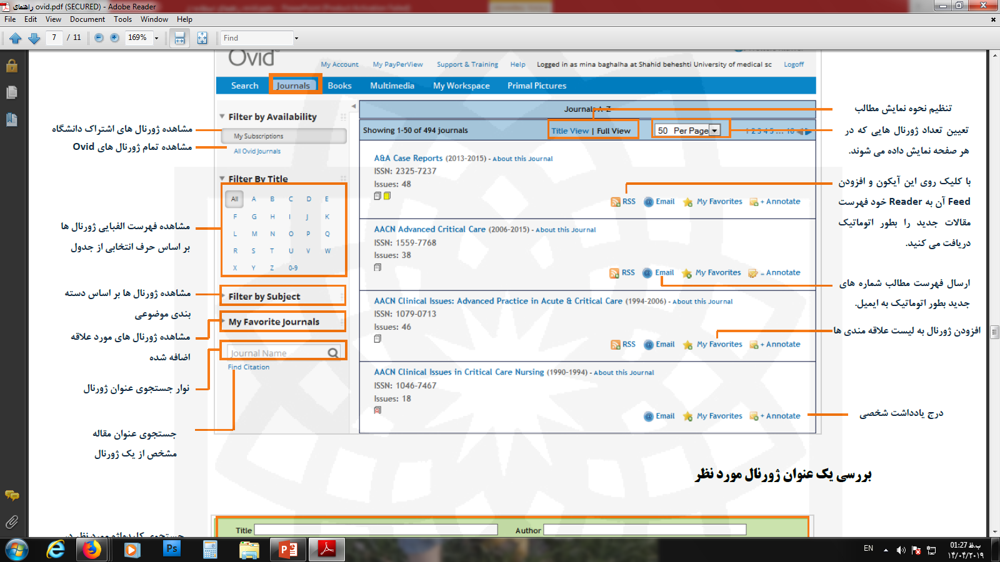 راهنمای ovid.pdf (SECURED) - Adobe Reader
File Edit View Document Tools Window Help
7 / 11 169% Find
Ovid
My Account My PayPerView Support & Training Help Logged in as mina baghalha at Shahid beheshti University of medical sc Logoff
Search Journals Books Multimedia My Workspace Primal Pictures
Filter by Availability
My Subscriptions
All Ovid Journals
Filter By Title
All A B C D E
F G H I J K
L M N O P Q
R S T U V W
X Y Z 0-9
Filter by Subject
My Favorite Journals
Journal Name
Find Citation
مشاهده ژورنال های اشتراک دانشگاه
مشاهده تمام ژورنال های Ovid
مشاهده فهرست الفبایی ژورنال ها
بر اساس حرف انتخابی از جدول
مشاهده ژورنال ها بر اساس دسته
بندی موضوعی
مشاهده ژورنال های مورد علاقه
اضافه شده
نوار جستجوی عنوان ژورنال
جستجوی عنوان مقاله
مشخص از یک ژورنال
Journals A-Z
Showing 1-50 of 494 journals Title View | Full View 50 Per Page 1 2 3 4 5 ... 10
A&A Case Reports (2013-2015) - About this Journal
ISSN: 2325-7237
Issues: 48
RSS Email My Favorites + Annotate
AACN Advanced Critical Care (2006-2015) - About this Journal
ISSN: 1559-7768
Issues: 38
RSS Email My Favorites - Annotate
AACN Clinical Issues: Advanced Practice in Acute & Critical Care (1994-2006) - About this Journal
ISSN: 1079-0713
Issues: 46
RSS Email My Favorites + Annotate
AACN Clinical Issues in Critical Care Nursing (1990-1994) - About this Journal
ISSN: 1046-7467
Issues: 18
Email My Favorites + Annotate
تنظیم نحوه نمایش مطالب
تعیین تعداد ژورنال هایی که در
هر صفحه نمایش داده می شوند.
با کلیک روی این آیکون و افزودن
Feed آن به Reader خود فهرست
مقالات جدید را بطور اتوماتیک
دریافت می کنید.
ارسال فهرست مطالب شماره های
جدید بطور اتوماتیک به ایمیل.
افزودن ژورنال به لیست علاقه مندی ها
درج یادداشت شخصی
بررسی یک عنوان ژورنال مورد نظر
Title Author
EN 01:27 ب.ظ
۱۴/۰۴/۲۰۱۹